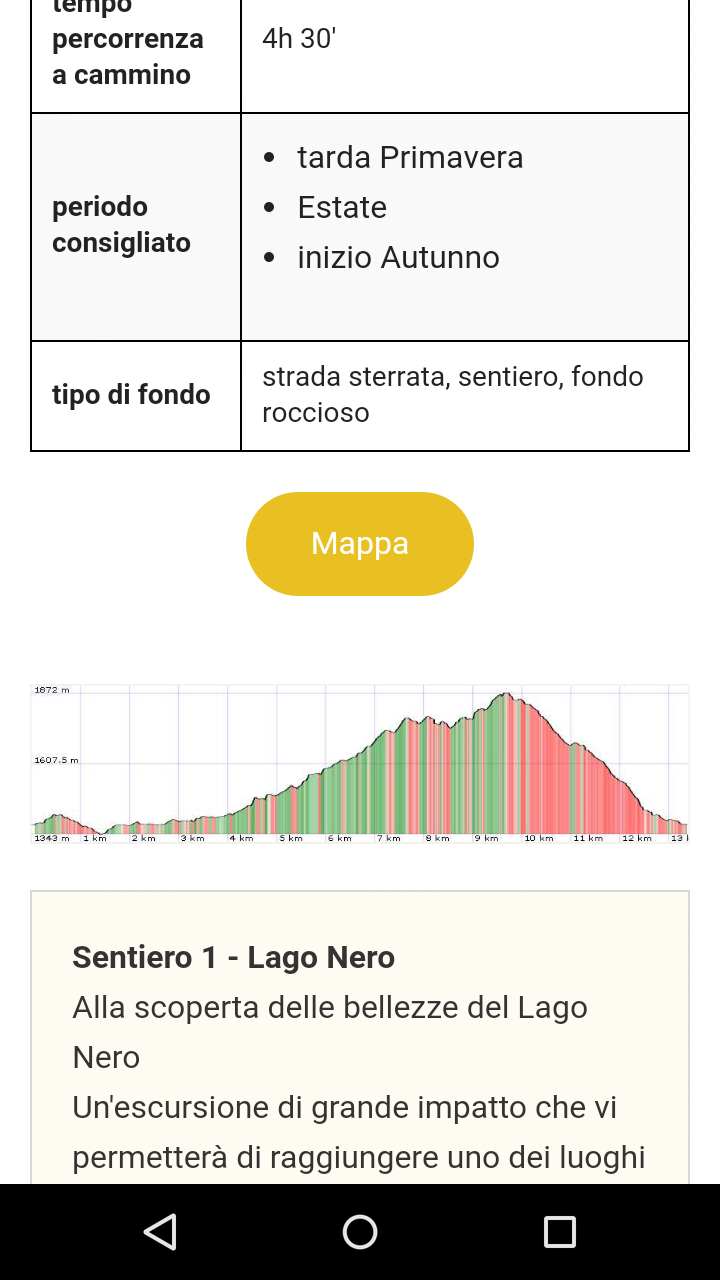 tempo
percorrenza
a cammino
4h 30'
periodo
consigliato
• tarda Primavera
• Estate
• inizio Autunno
tipo di fondo
strada sterrata, sentiero, fondo
roccioso
Mappa
1872 m
1607.5 m
1343 m 1 km 2 km 3 km 4 km 5 km 6 km 7 km 8 km 9 km 10 km 11 km 12 km 13 k
Sentiero 1 - Lago Nero
Alla scoperta delle bellezze del Lago
Nero
Un'escursione di grande impatto che vi
permetterà di raggiungere uno dei luoghi